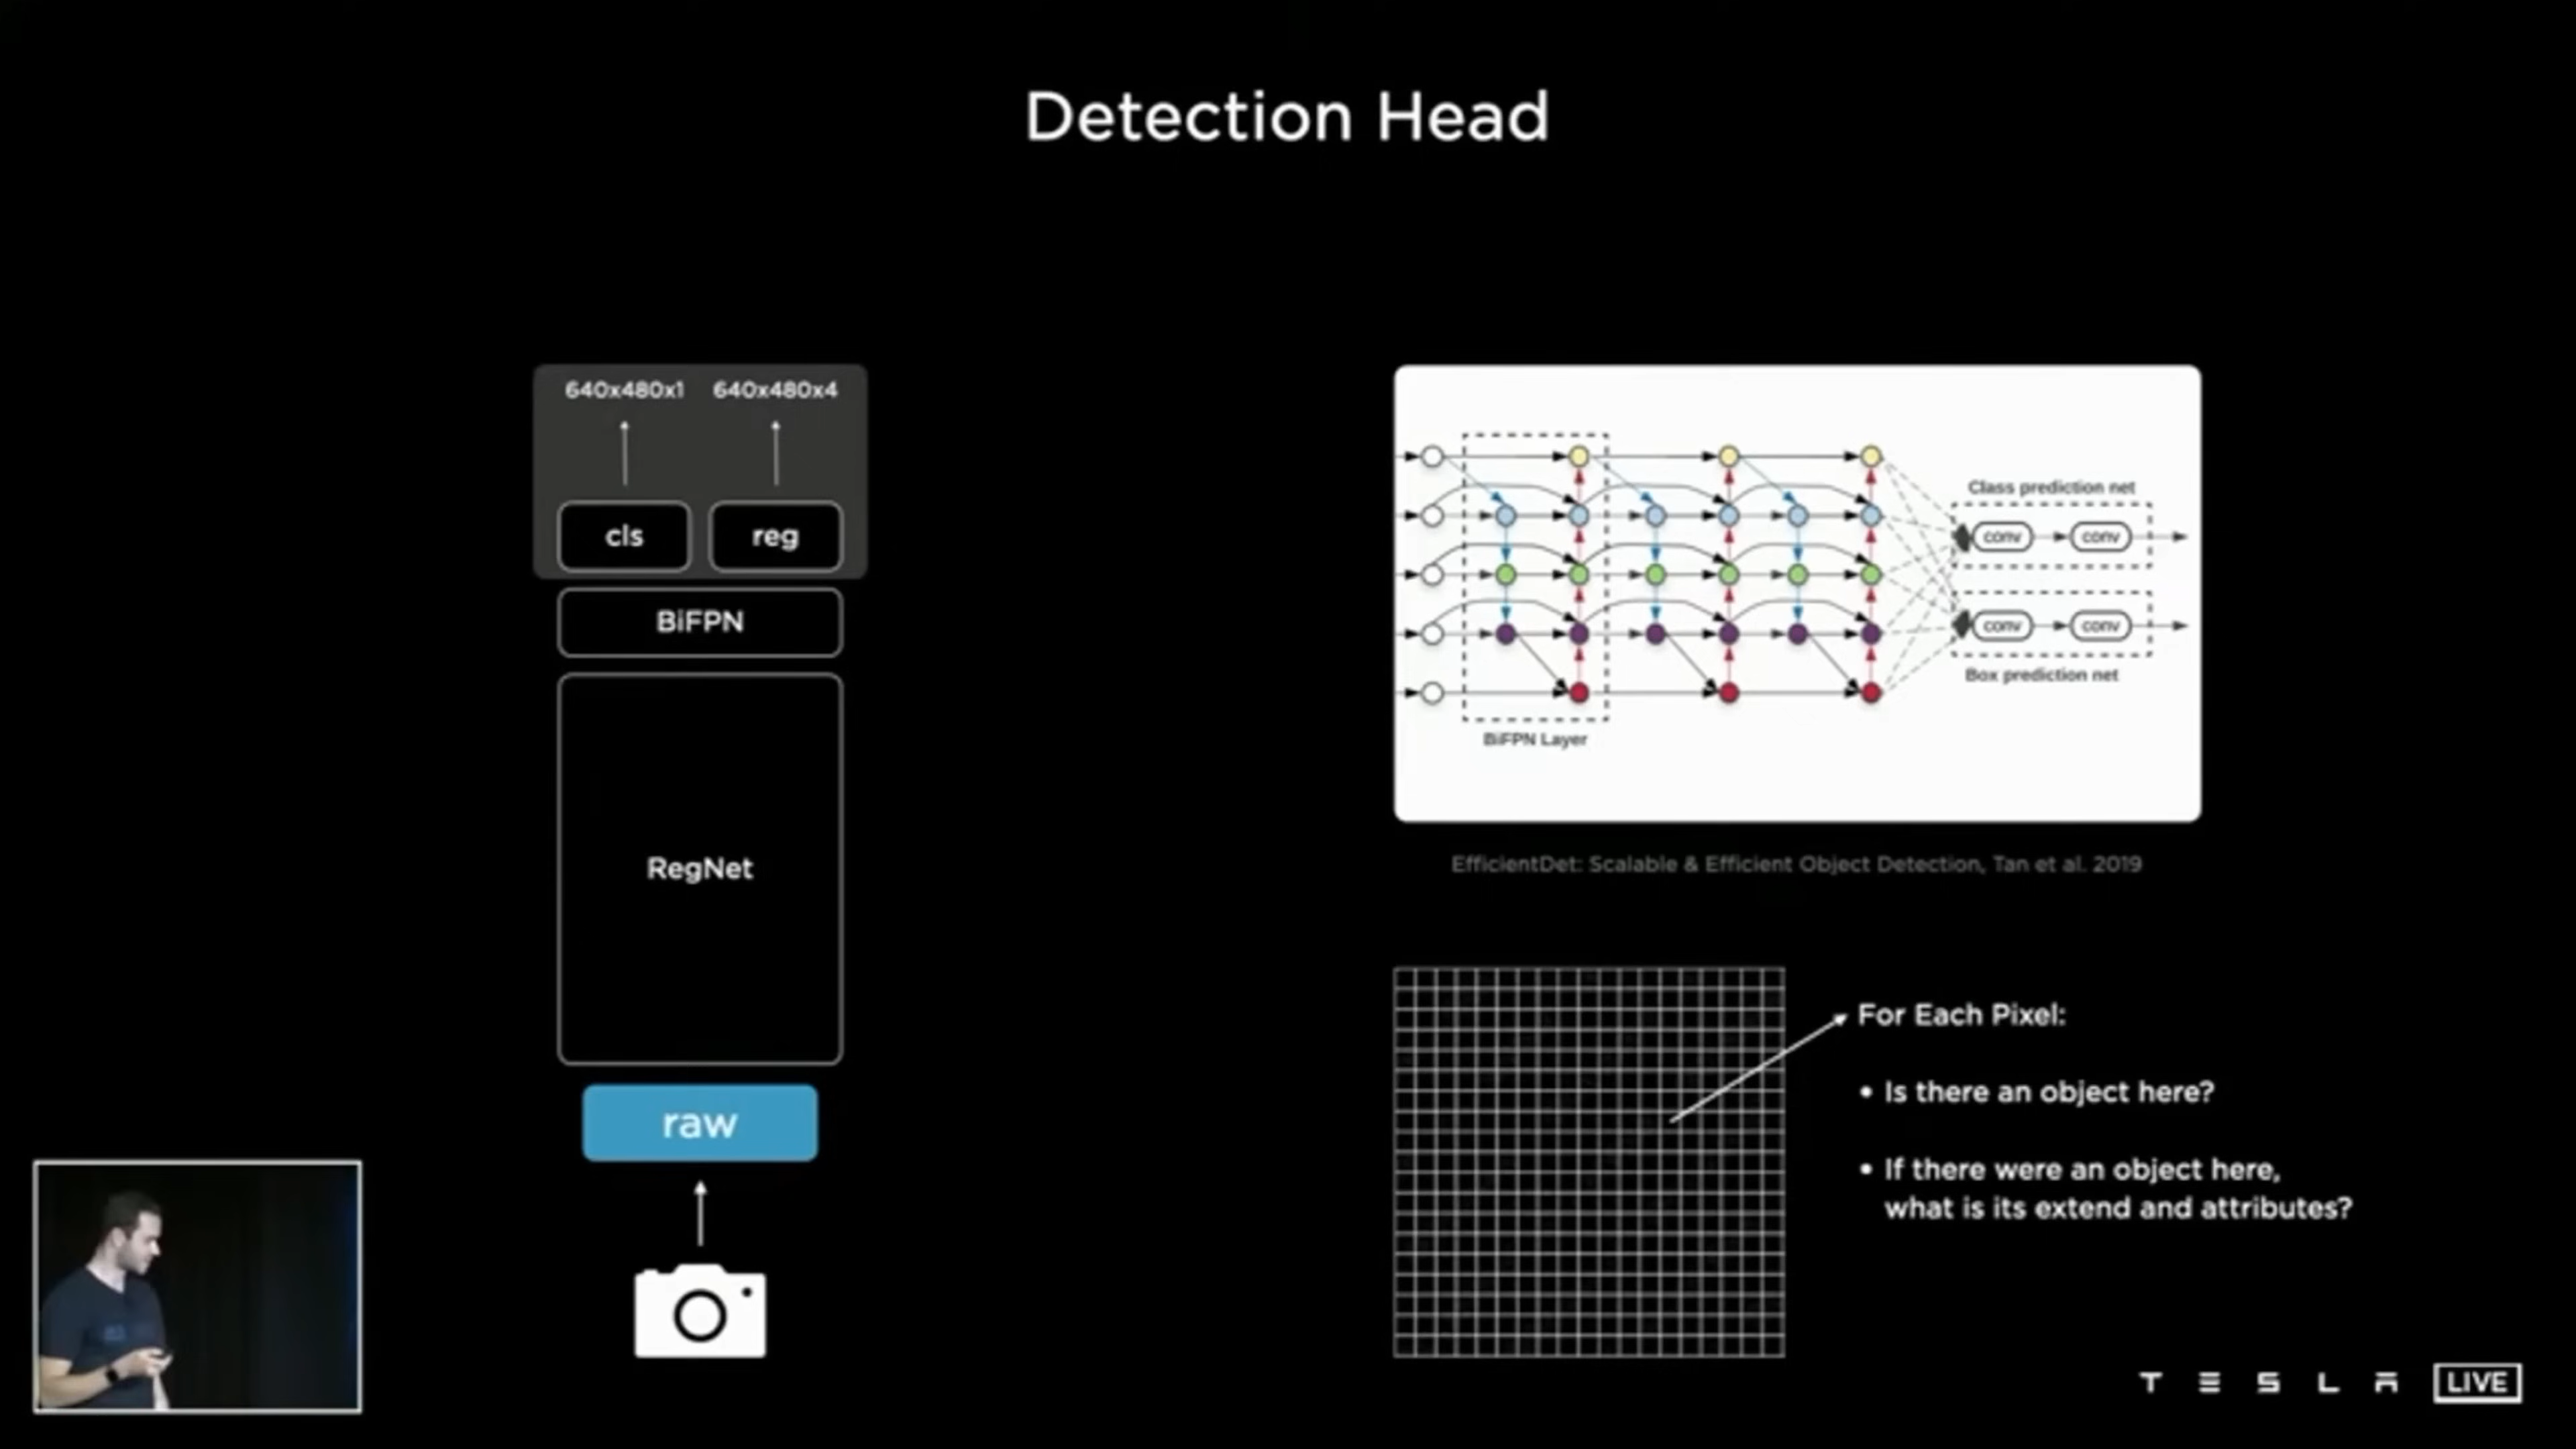 Detection Head
640x480x1 640x480x4
cls reg
BiFPN
RegNet
raw
Class prediction net
conv conv
conv conv
Box prediction net
BiFPN Layer
EfficientDet: Scalable & Efficient Object Detection, Tan et al. 2019
For Each Pixel:
• Is there an object here?
• If there were an object here,
what is its extend and attributes?
TESLA LIVE